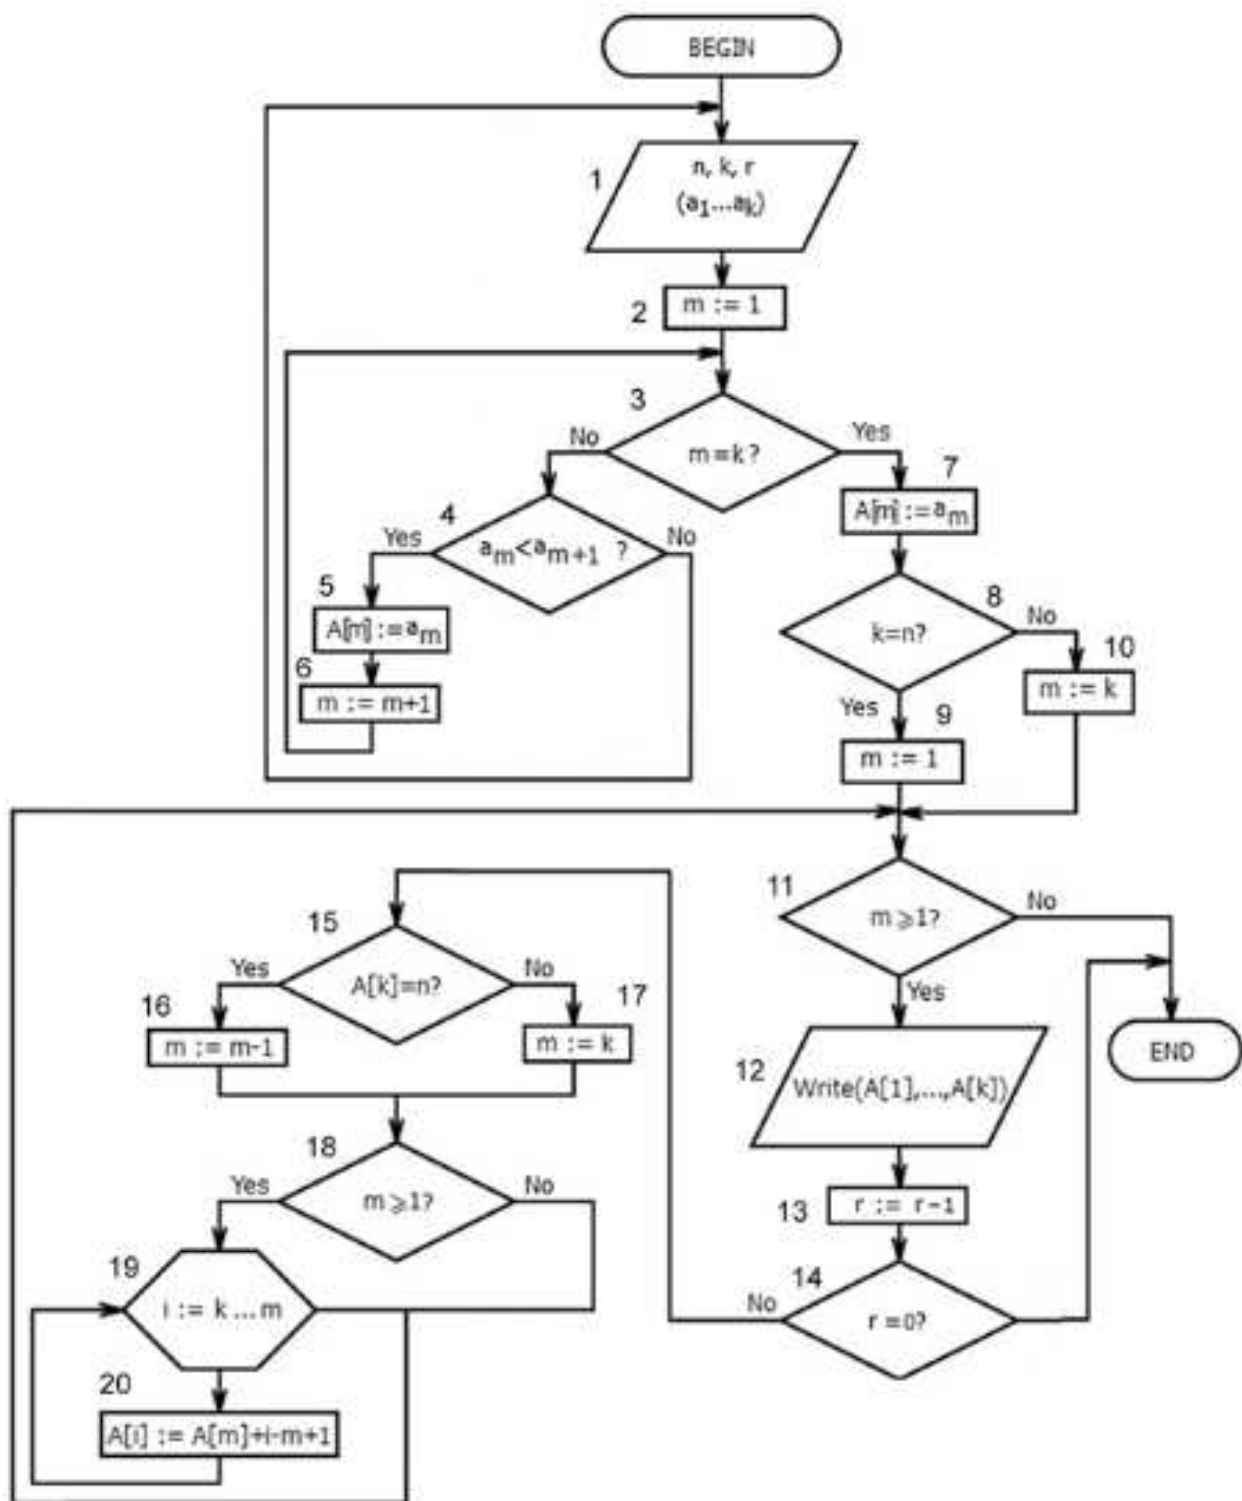 BEGIN
1
n, k, r
(a1...ak)
2
m := 1
3
m=k?
No
Yes
4
am<am+1 ?
Yes
No
7
A[m] :=am
5
A[m] :=am
6
m := m+1
8
k=n?
No
Yes
10
m := k
9
m := 1
11
m⩾1?
No
Yes
15
A[k]=n?
Yes
No
16
m := m-1
17
m := k
END
12
Write(A[1],...,A[k])
18
m⩾1?
Yes
No
13
r := r-1
14
r=0?
No
19
i := k ... m
20
A[i] := A[m]+i-m+1